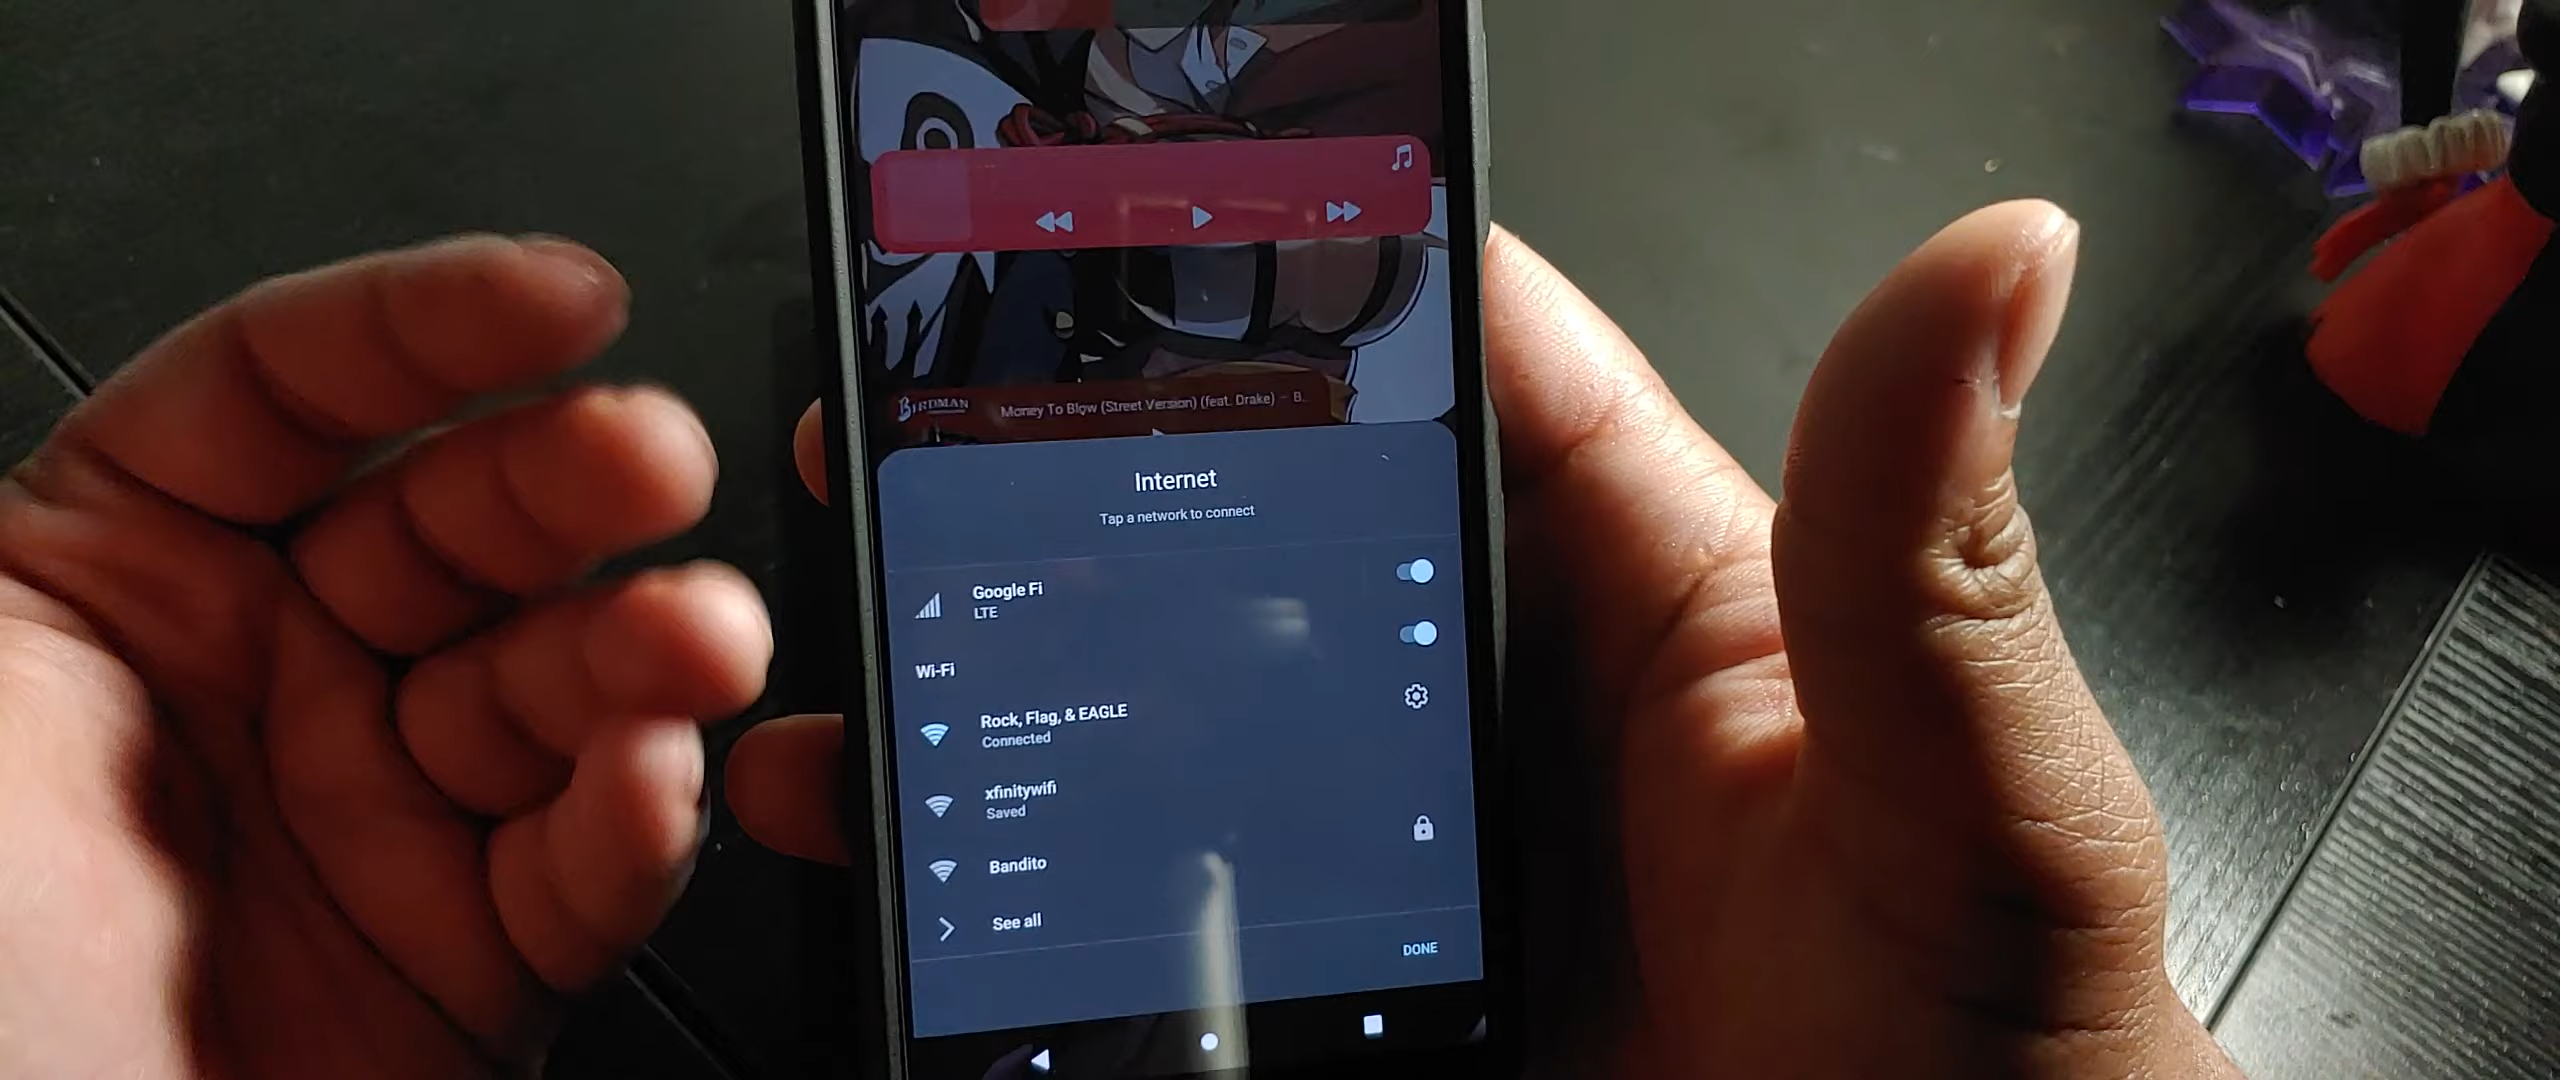 BIRDMAN
Money To Blow (Street Version) (feat. Drake) – B..
Internet
Tap a network to connect
Google Fi
LTE
Wi-Fi
Rock, Flag, & EAGLE
Connected
xfinitywifi
Saved
Bandito
See all
DONE